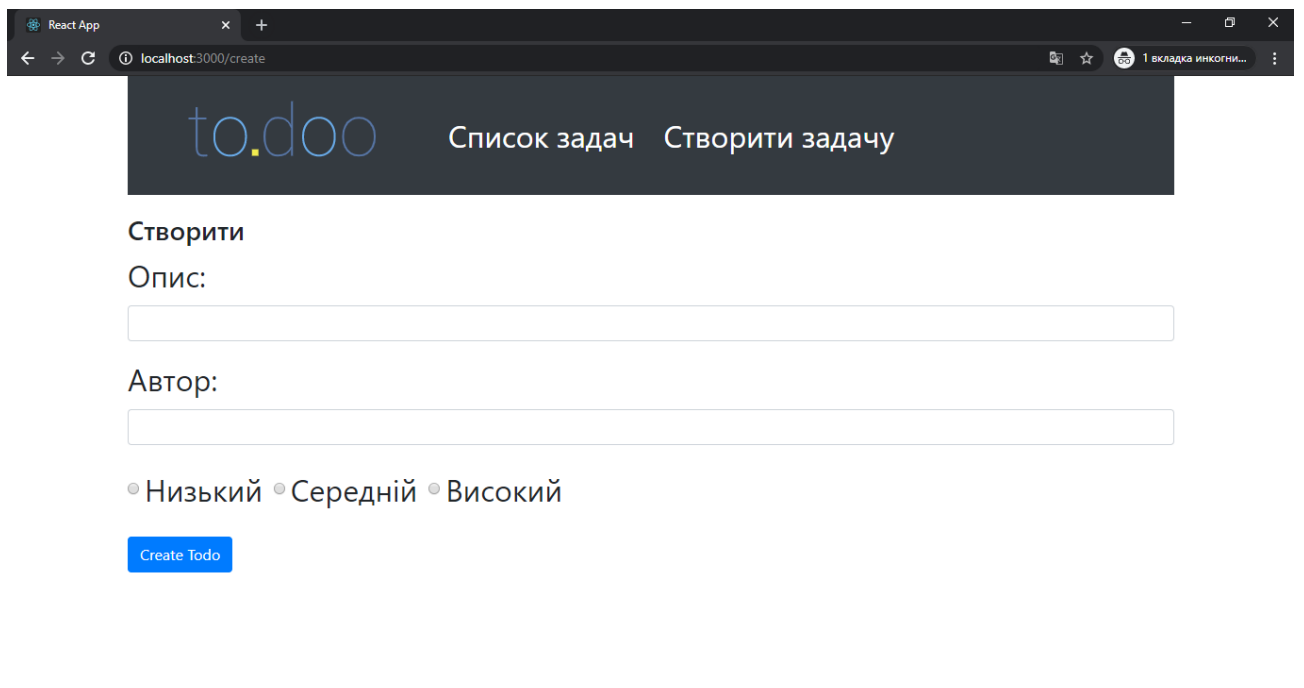 React App
localhost:3000/create
1 вкладка инкогни...
to.doo
Список задач Створити задачу
Створити
Опис:
Автор:
Низький Середній Високий
Create Todo